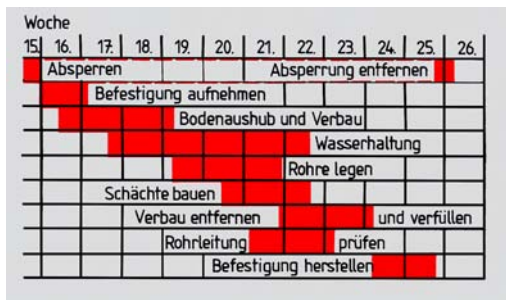 Woche
15. 16. 17. 18. 19. 20. 21. 22. 23. 24. 25. 26.
Absperren Absperrung entfernen
Befestigung aufnehmen
Bodenaushub und Verbau
Wasserhaltung
Rohre legen
Schächte bauen
Verbau entfernen und verfüllen
Rohrleitung prüfen
Befestigung herstellen